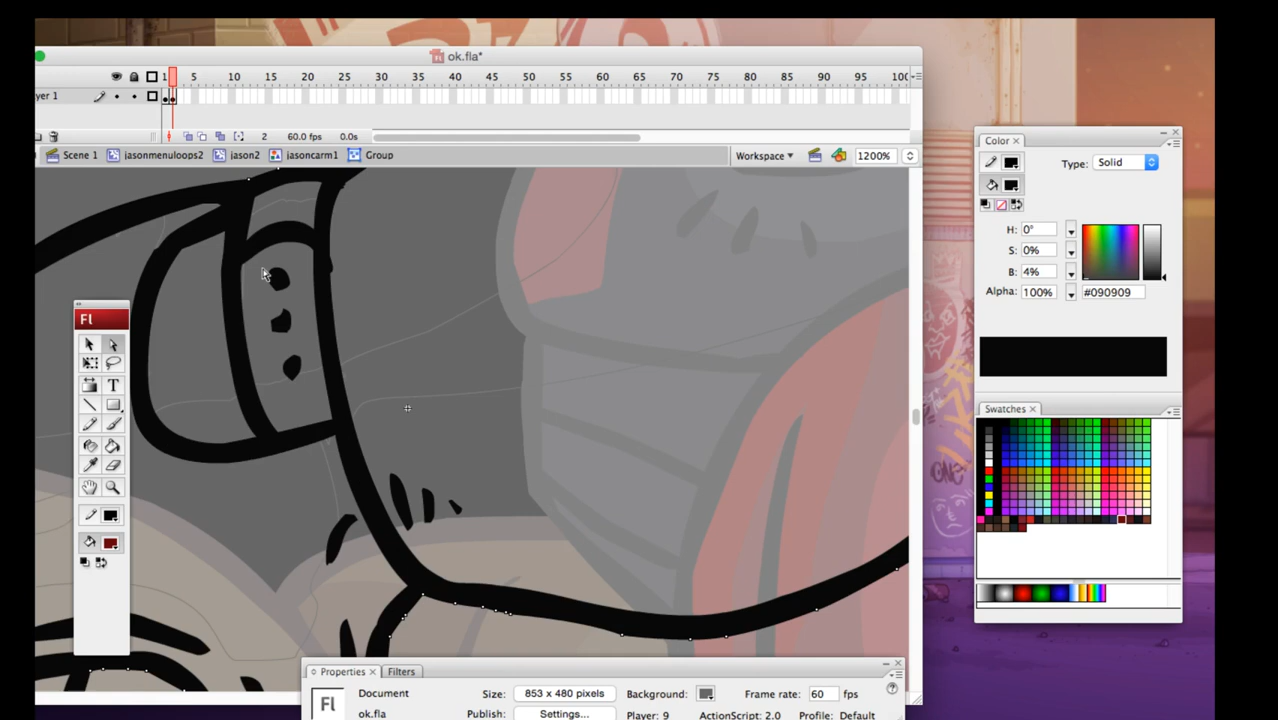 ok.fla*
1 5 10 15 20 25 30 35 40 45 50 55 60 65 70 75 80 85 90 95 100
yer 1
2 60.0 fps 0.0s
Scene 1 jasonmenuloops2 jason2 jasoncarm1 Group Workspace 1200%
Color
Type: Solid
H: 0°
S: 0%
B: 4%
Alpha: 100% #090909
Fl
T
Swatches
Properties Filters
Fl Document Size: 853 x 480 pixels Background: Frame rate: 60 fps
ok.fla Publish: Settings... Player: 9 ActionScript: 2.0 Profile: Default